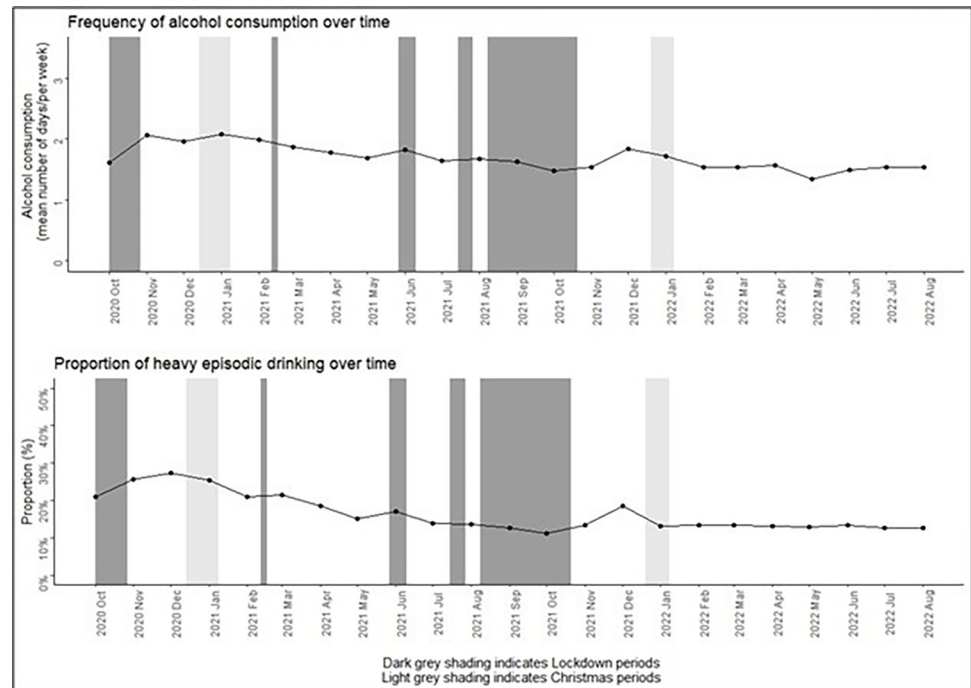 Frequency of alcohol consumption over time
Alcohol consumption
(mean number of days/per week)
3
2
1
0
2020 Oct
2020 Nov
2020 Dec
2021 Jan
2021 Feb
2021 Mar
2021 Apr
2021 May
2021 Jun
2021 Jul
2021 Aug
2021 Sep
2021 Oct
2021 Nov
2021 Dec
2022 Jan
2022 Feb
2022 Mar
2022 Apr
2022 May
2022 Jun
2022 Jul
2022 Aug
Proportion of heavy episodic drinking over time
Proportion (%)
50%
40%
30%
20%
10%
0%
2020 Oct
2020 Nov
2020 Dec
2021 Jan
2021 Feb
2021 Mar
2021 Apr
2021 May
2021 Jun
2021 Jul
2021 Aug
2021 Sep
2021 Oct
2021 Nov
2021 Dec
2022 Jan
2022 Feb
2022 Mar
2022 Apr
2022 May
2022 Jun
2022 Jul
2022 Aug
Dark grey shading indicates Lockdown periods
Light grey shading indicates Christmas periods